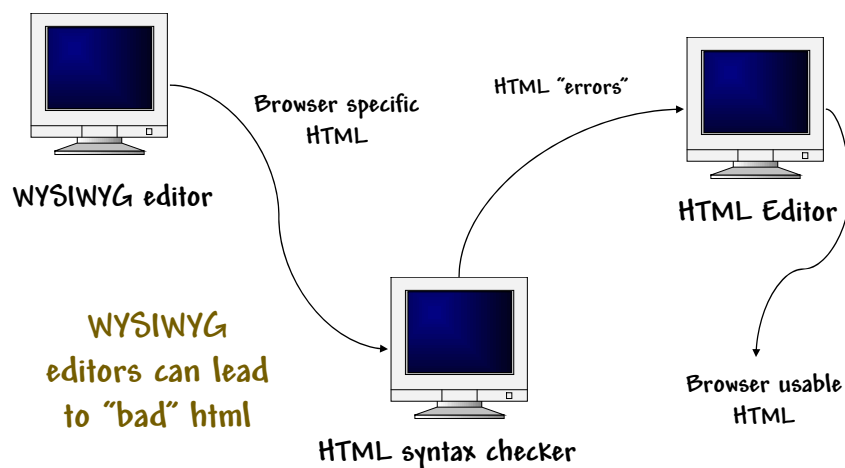 Browser specific
HTML
HTML "errors"
WYSIWYG editor
HTML Editor
WYSIWYG
editors can lead
to "bad" html
HTML syntax checker
Browser usable
HTML